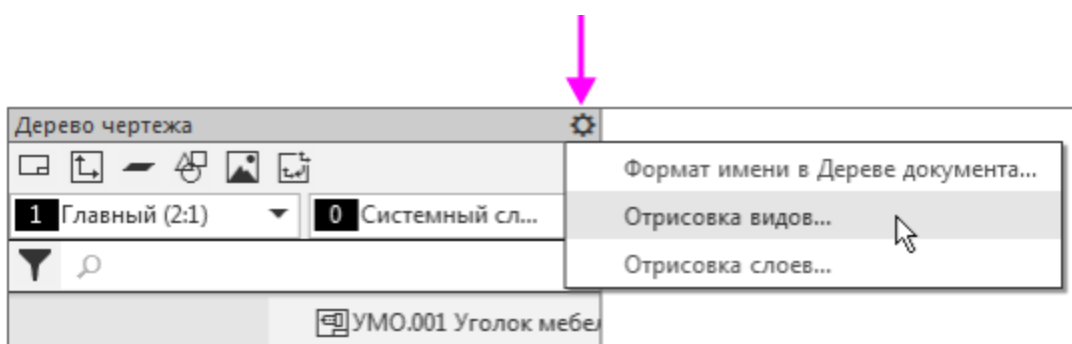 Дерево чертежа
Формат имени в Дереве документа...
1 Главный (2:1) 0 Системный сл...
Отрисовка видов...
Отрисовка слоев...
УМО.001 Уголок мебел